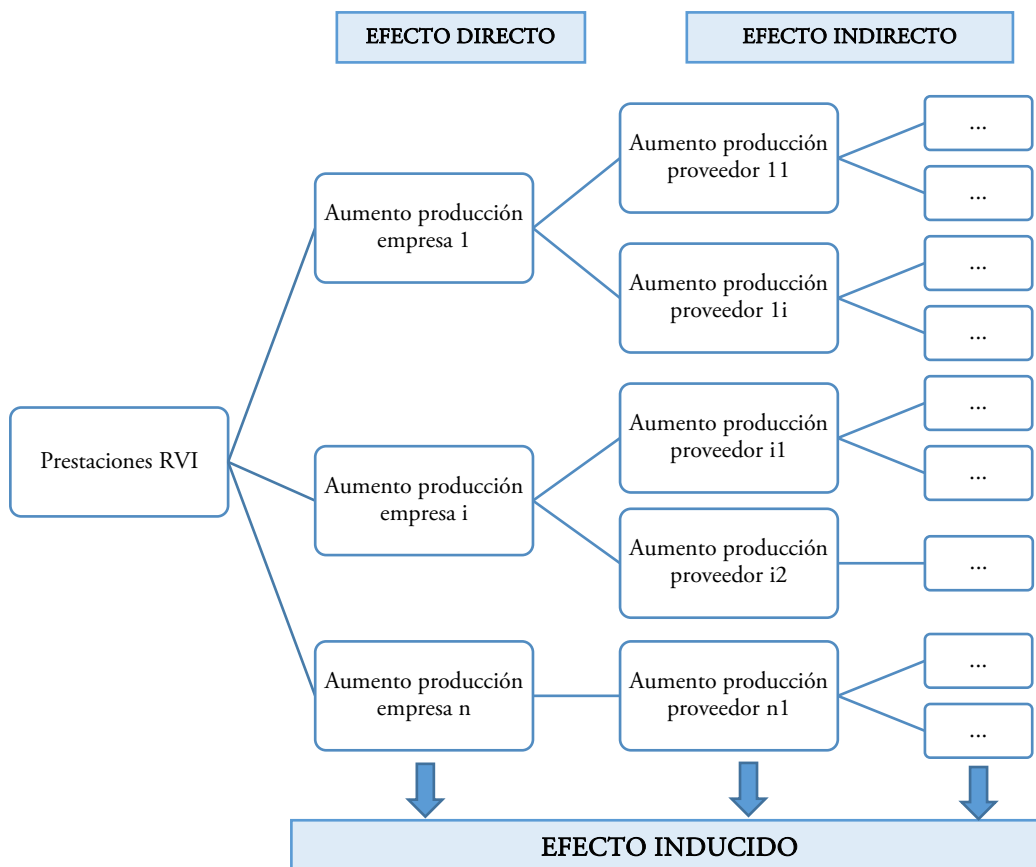 EFECTO DIRECTO
EFECTO INDIRECTO
Prestaciones RVI
Aumento producción
empresa 1
Aumento producción
proveedor 11
...
...
Aumento producción
proveedor 1i
...
...
Aumento producción
empresa i
Aumento producción
proveedor i1
...
...
Aumento producción
proveedor i2
...
Aumento producción
empresa n
Aumento producción
proveedor n1
...
...
EFECTO INDUCIDO